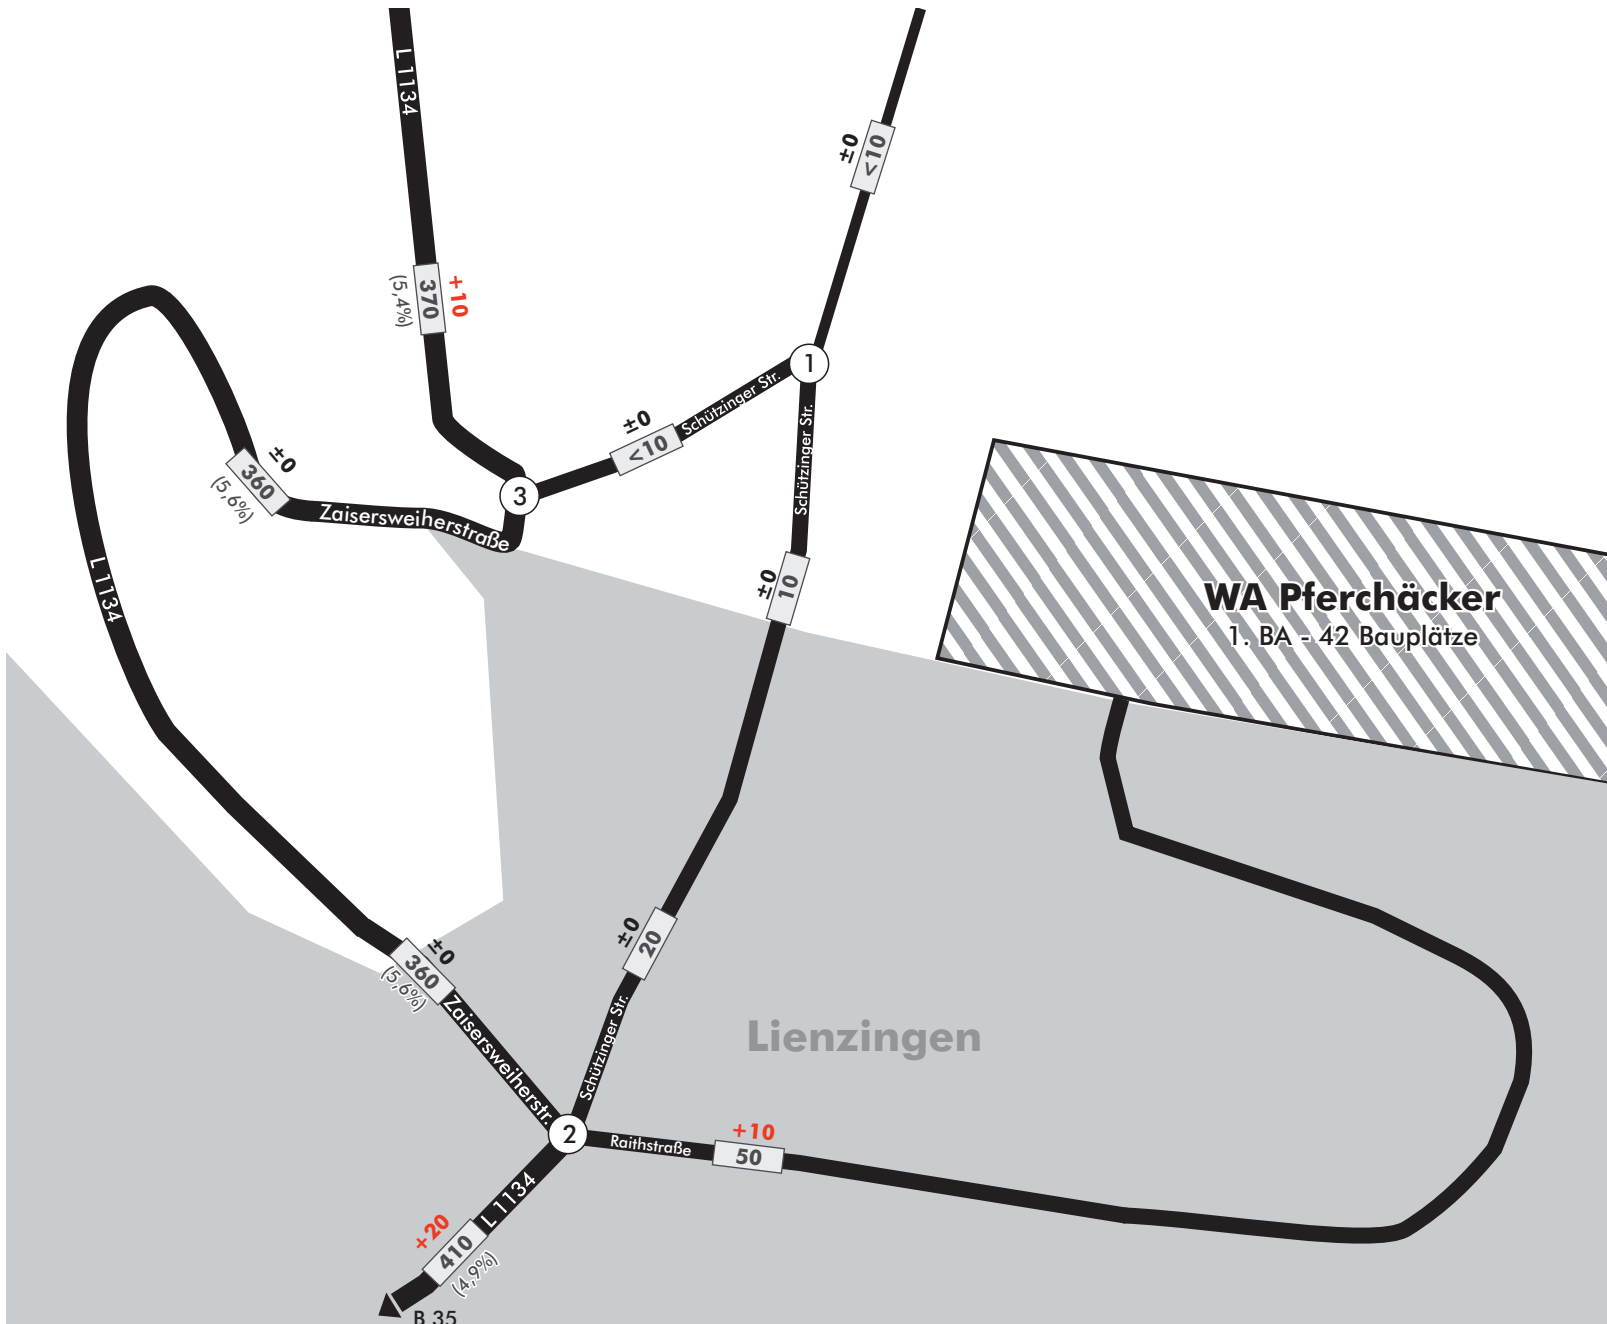 L 1134
±0
<10
370
+10
(5,4%)
1
±0
<10
Schützinger Str.
Schützinger Str.
±0
360
(5,6%)
3
Zaisersweiherstraße
L 1134
±0
10
WA Pferchäcker
1. BA - 42 Bauplätze
±0
20
±0
360
(5,6%)
Zaisersweiherstr.
Schützinger Str.
Lienzingen
2
Raithstraße
+10
50
L 1134
+20
410
(4,9%)
B 35